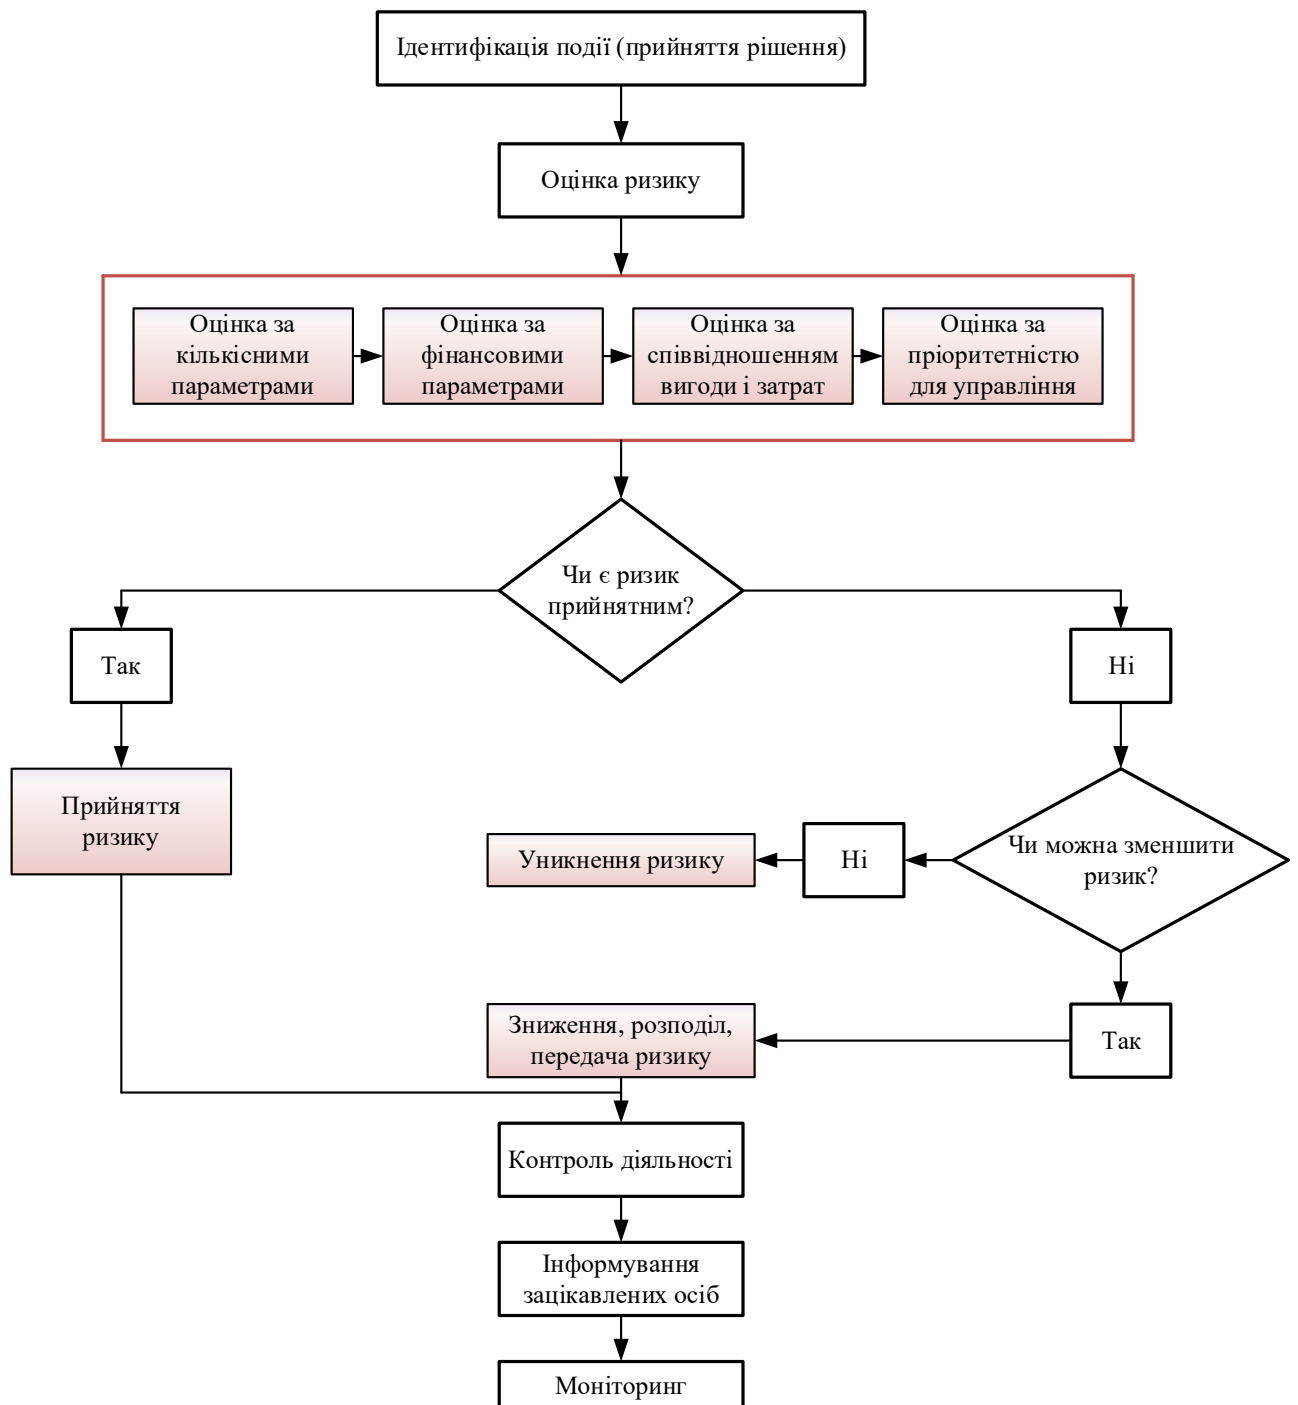 Ідентифікація події (прийняття рішення)
Оцінка ризику
Оцінка за
кількісними
параметрами
Оцінка за
фінансовими
параметрами
Оцінка за
співвідношенням
вигоди і затрат
Оцінка за
пріоритетністю
для управління
Чи є ризик
прийнятним?
Так
Ні
Прийняття
ризику
Чи можна зменшити
ризик?
Ні
Уникнення ризику
Так
Зниження, розподіл,
передача ризику
Контроль діяльності
Інформування
зацікавлених осіб
Моніторинг